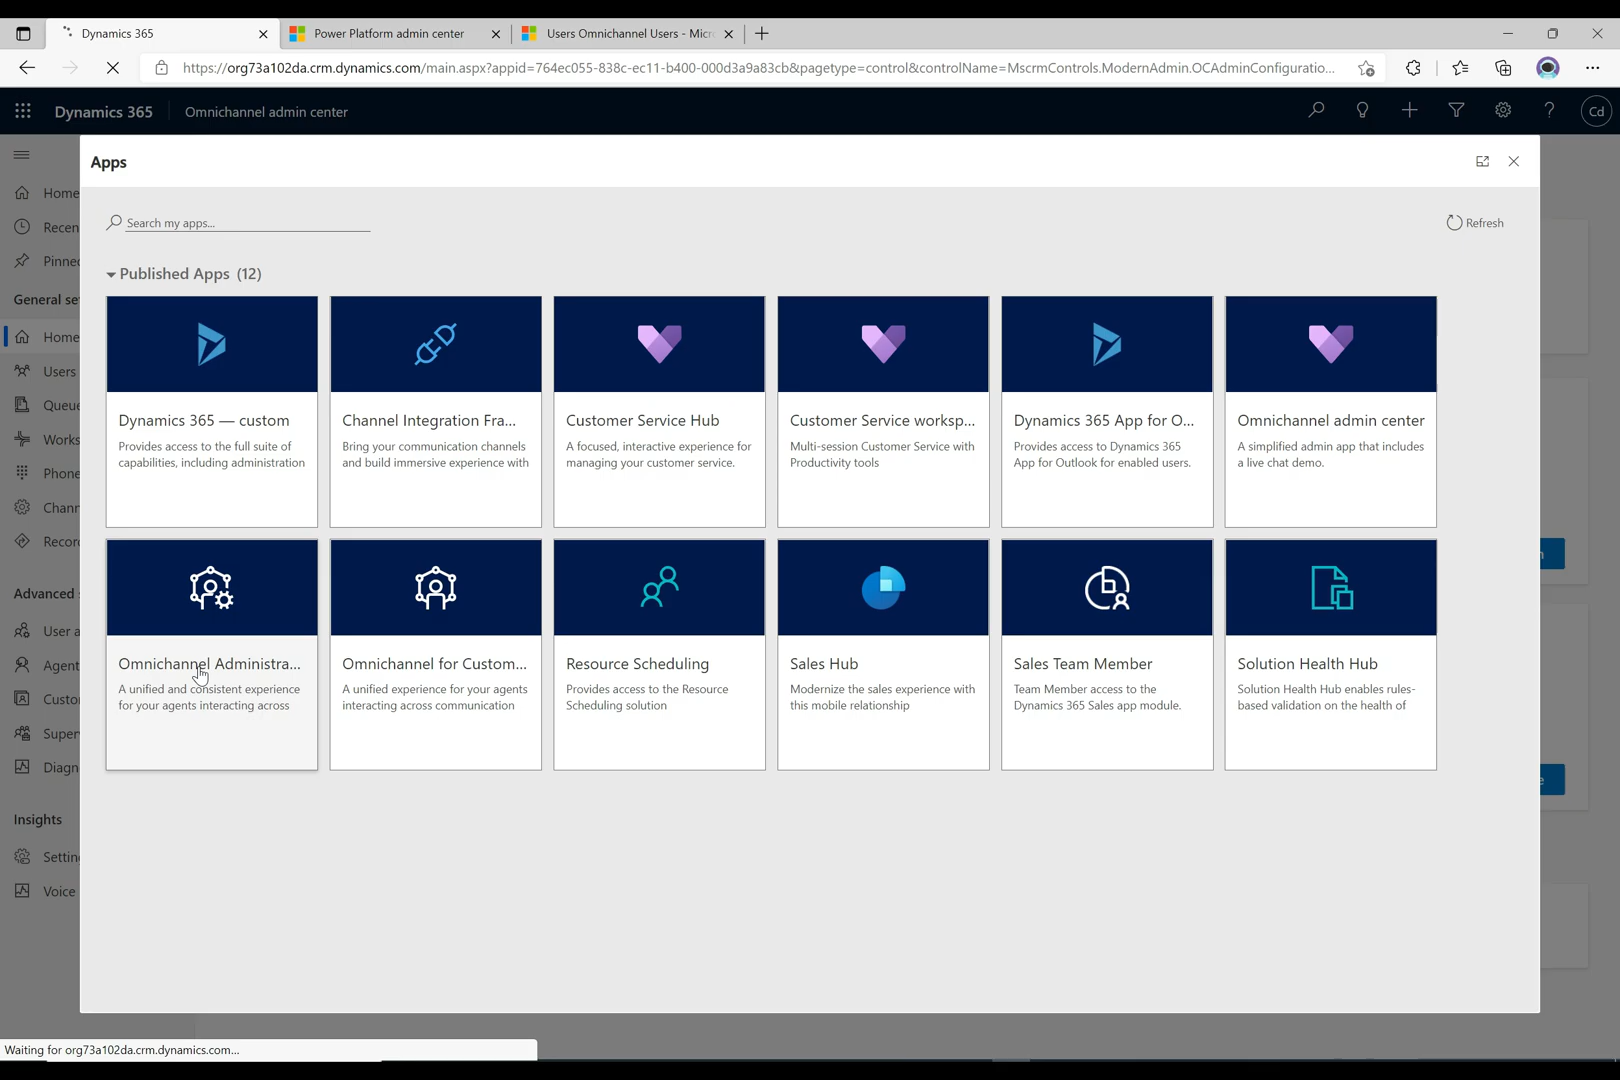 Dynamics 365
Power Platform admin center
Users Omnichannel Users - Micr
https://org73a102da.crm.dynamics.com/main.aspx?appid=764ec055-838c-ec11-b400-000d3a9a83cb&pagetype=control&controlName=MscrmControls.ModernAdmin.OCAdminConfiguratio...
Dynamics 365
Omnichannel admin center
Cd
Apps
Home
Recen
Pinned
General se
Home
Users
Queue
Works
Phone
Chann
Record
Advanced s
User a
Agent
Custo
Super
Diagn
Insights
Settin
Voice
Search my apps...
Refresh
Published Apps (12)
Dynamics 365 — custom
Provides access to the full suite of
capabilities, including administration
Channel Integration Fra...
Bring your communication channels
and build immersive experience with
Customer Service Hub
A focused, interactive experience for
managing your customer service.
Customer Service worksp...
Multi-session Customer Service with
Productivity tools
Dynamics 365 App for O...
Provides access to Dynamics 365
App for Outlook for enabled users.
Omnichannel admin center
A simplified admin app that includes
a live chat demo.
Omnichannel Administra...
A unified and consistent experience
for your agents interacting across
Omnichannel for Custom...
A unified experience for your agents
interacting across communication
Resource Scheduling
Provides access to the Resource
Scheduling solution
Sales Hub
Modernize the sales experience with
this mobile relationship
Sales Team Member
Team Member access to the
Dynamics 365 Sales app module.
Solution Health Hub
Solution Health Hub enables rules-
based validation on the health of
Waiting for org73a102da.crm.dynamics.com...